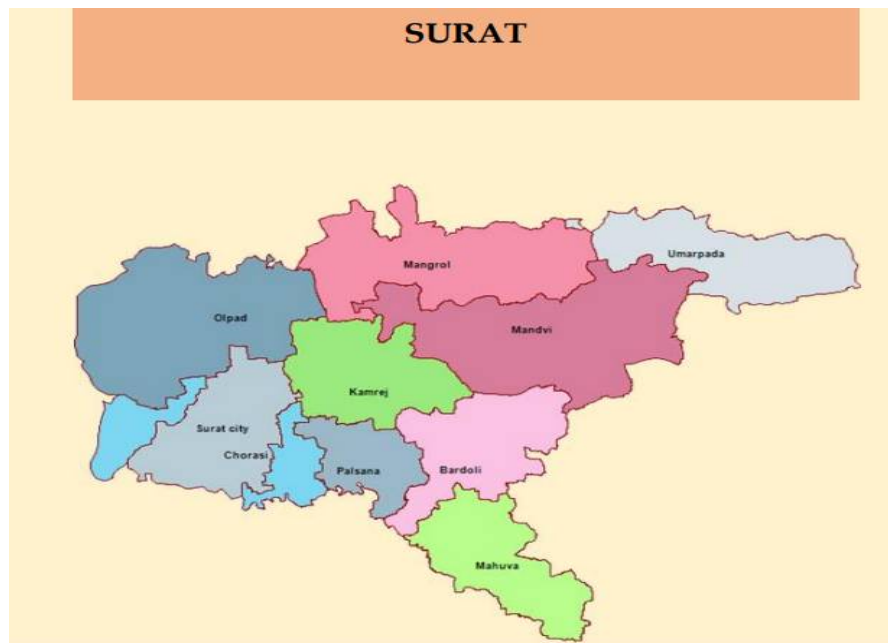 SURAT
Umarpada
Mangrol
Olpad
Mandvi
Kamrej
Surat city
Chorasi
Palsana
Bardoli
Mahuva